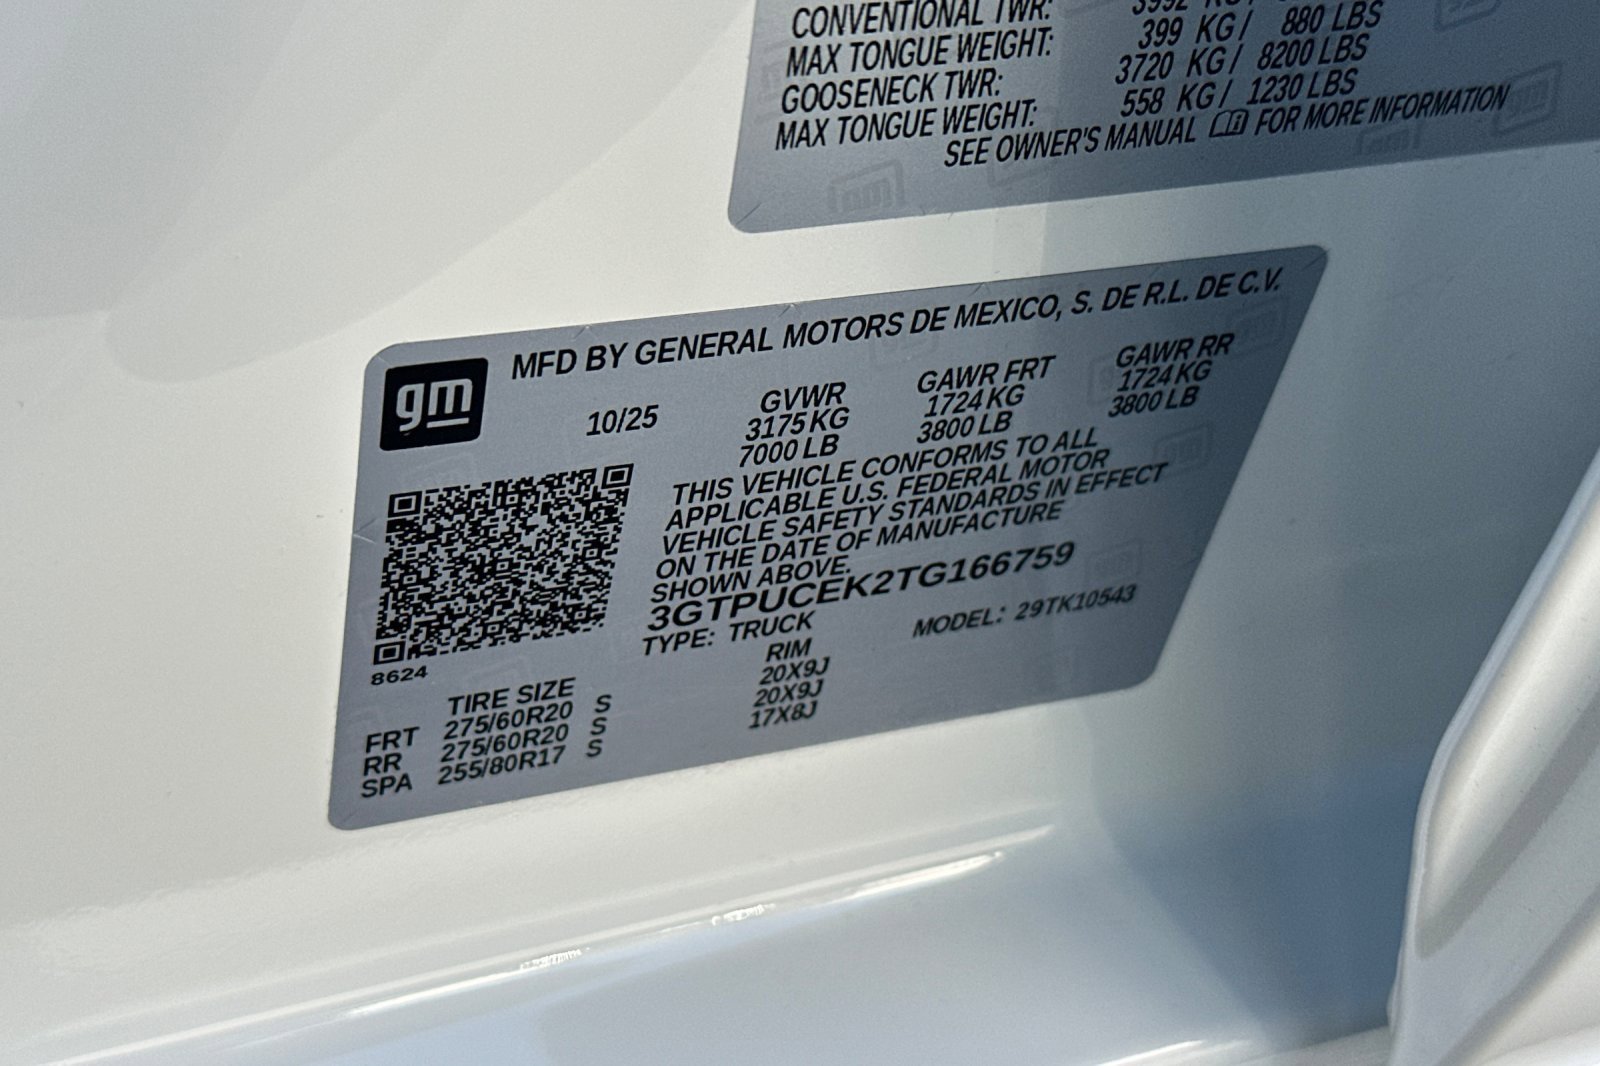 CONVENTIONAL TWR: 3992 KG/
MAX TONGUE WEIGHT: 399 KG/ 880 LBS
GOOSENECK TWR: 3720 KG/ 8200 LBS
MAX TONGUE WEIGHT: 558 KG/ 1230 LBS
SEE OWNER'S MANUAL FOR MORE INFORMATION
gm
MFD BY GENERAL MOTORS DE MEXICO, S. DE R.L. DE C.V.
10/25 GVWR GAWR FRT GAWR RR
3175 KG 1724 KG 1724 KG
7000 LB 3800 LB 3800 LB
THIS VEHICLE CONFORMS TO ALL
APPLICABLE U.S. FEDERAL MOTOR
VEHICLE SAFETY STANDARDS IN EFFECT
ON THE DATE OF MANUFACTURE
SHOWN ABOVE.
3GTPUCEK2TG166759
TYPE: TRUCK MODEL: 29TK10543
8624
TIRE SIZE RIM
FRT 275/60R20 S 20X9J
RR 275/60R20 S 20X9J
SPA 255/80R17 S 17X8J